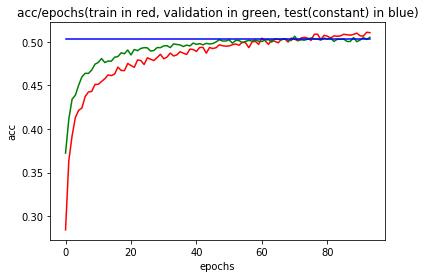 acc/epochs(train in red, validation in green, test(constant) in blue)
acc
0.50
0.45
0.40
0.35
0.30
0 20 40 60 80
epochs